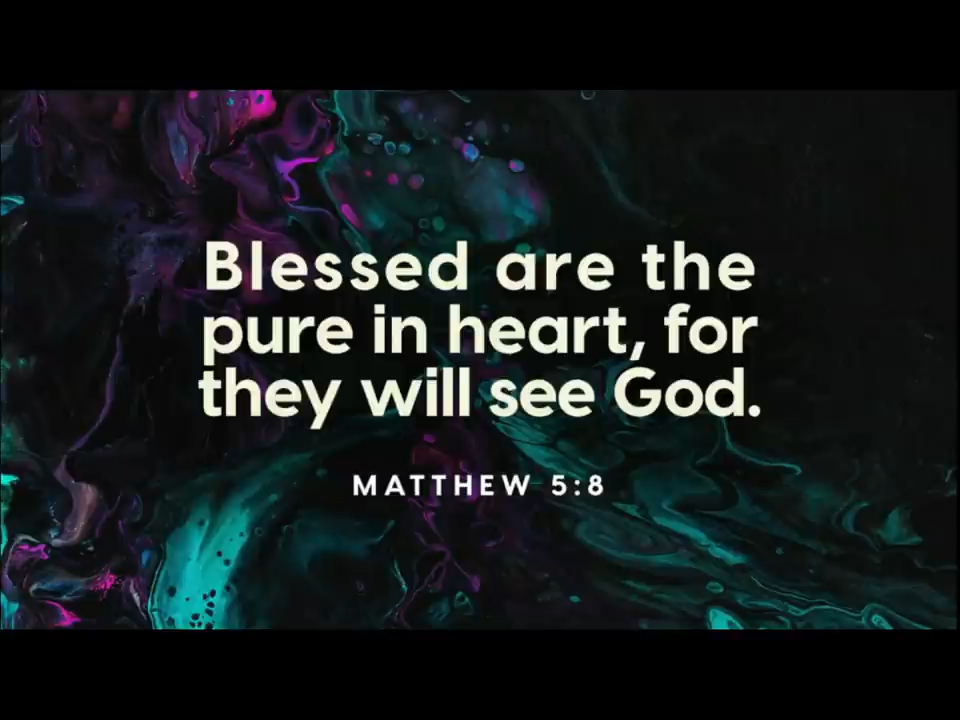 Blessed are the
pure in heart, for
they will see God.
MATTHEW 5:8